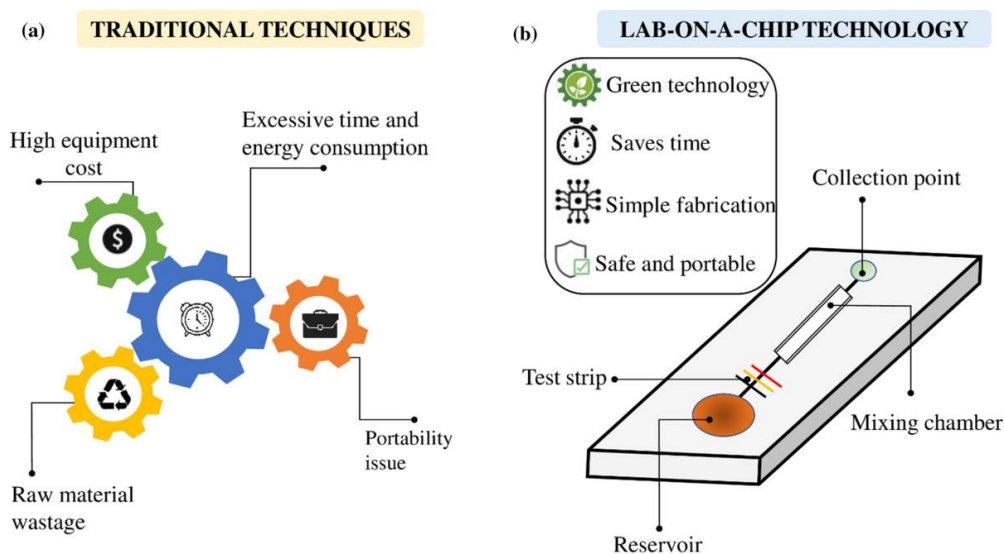 (a)
TRADITIONAL TECHNIQUES
High equipment
cost
Excessive time and
energy consumption
$
Portability
issue
Raw material
wastage
(b)
LAB-ON-A-CHIP TECHNOLOGY
Green technology
Saves time
Simple fabrication
Safe and portable
Collection point
Test strip
Mixing chamber
Reservoir